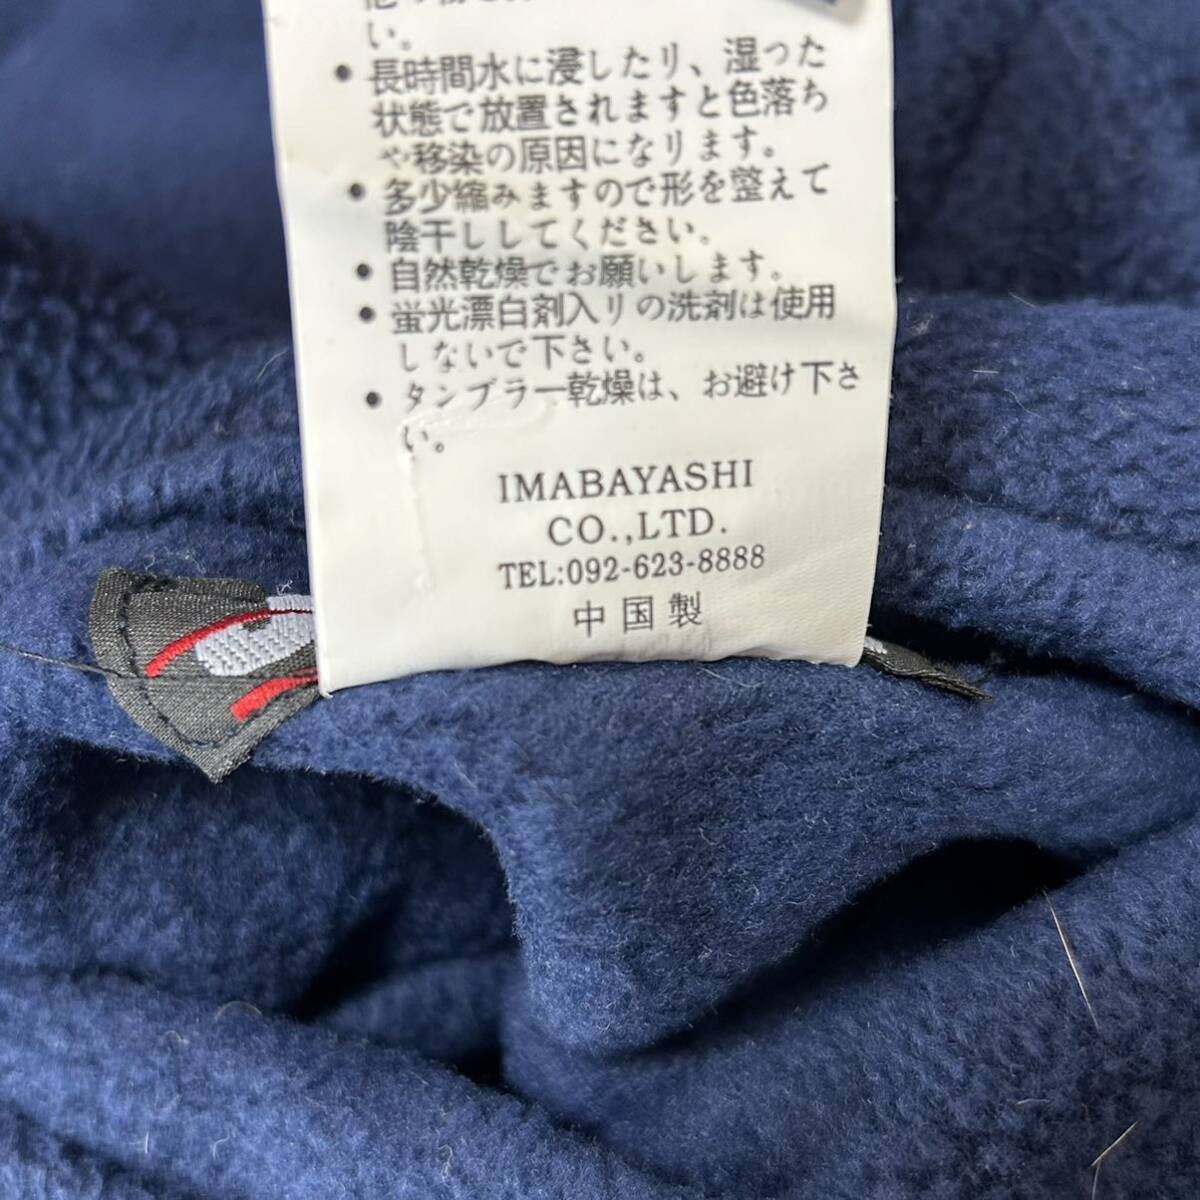 い。
• 長時間水に浸したり、湿った
状態で放置されますと色落ち
や移染の原因になります。
• 多少縮みますので形を整えて
陰干ししてください。
• 自然乾燥でお願いします。
• 蛍光漂白剤入りの洗剤は使用
しないで下さい。
• タンブラー乾燥は、お避け下さ
い。
IMABAYASHI
CO.,LTD.
TEL:092-623-8888
中国製